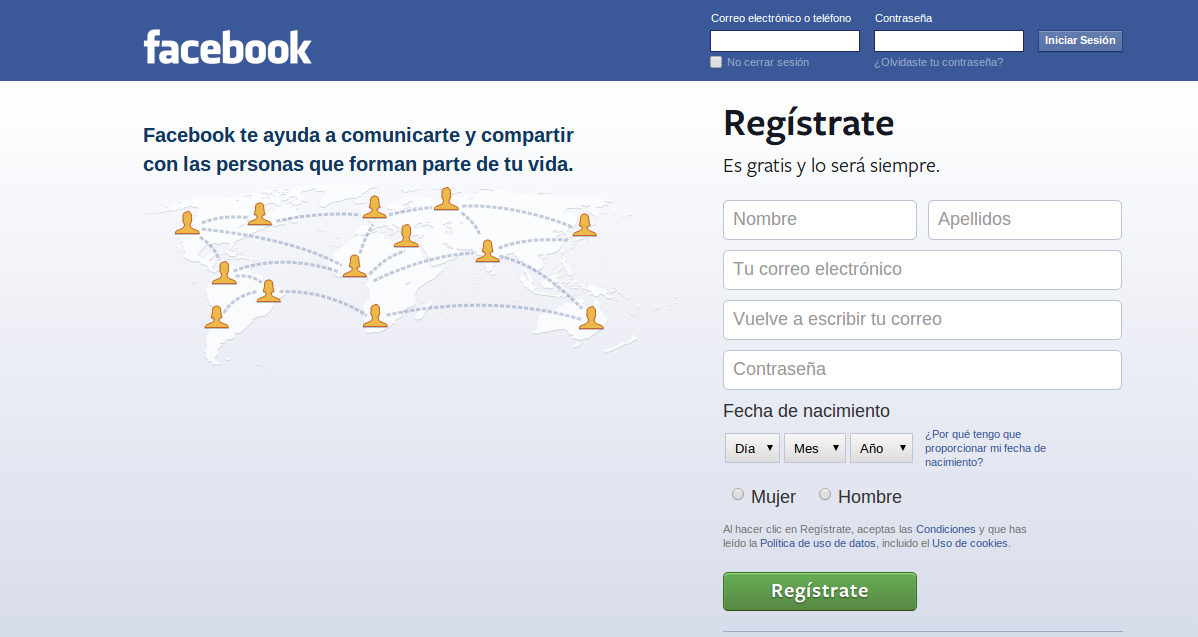 facebook
Correo electrónico o teléfono
Contraseña
Iniciar Sesión
No cerrar sesión
¿Olvidaste tu contraseña?
Facebook te ayuda a comunicarte y compartir
con las personas que forman parte de tu vida.
Regístrate
Es gratis y lo será siempre.
Nombre
Apellidos
Tu correo electrónico
Vuelve a escribir tu correo
Contraseña
Fecha de nacimiento
Día
Mes
Año
¿Por qué tengo que
proporcionar mi fecha de
nacimiento?
Mujer
Hombre
Al hacer clic en Regístrate, aceptas las Condiciones y que has
leído la Política de uso de datos, incluido el Uso de cookies.
Regístrate